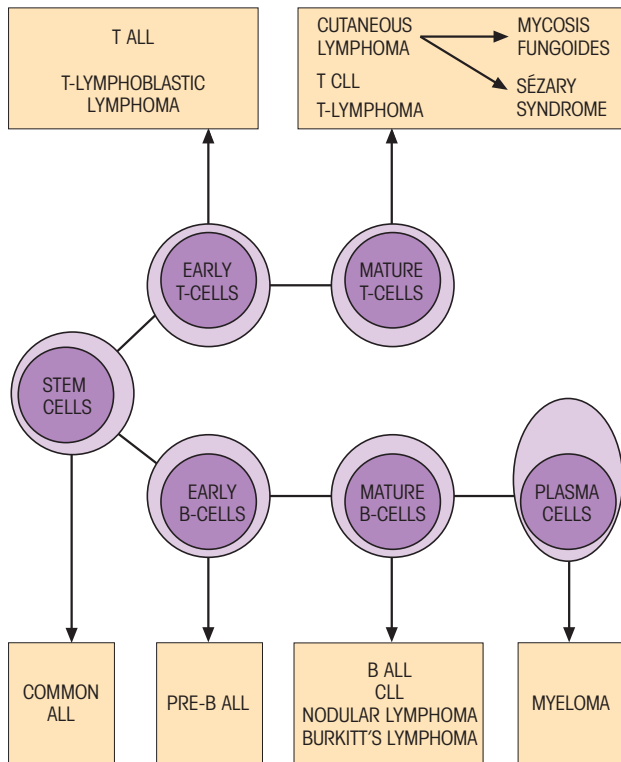 T ALL
T-LYMPHOBLASTIC
LYMPHOMA
CUTANEOUS
LYMPHOMA
T CLL
T-LYMPHOMA
MYCOSIS
FUNGOIDES
SÉZARY
SYNDROME
EARLY
T-CELLS
MATURE
T-CELLS
STEM
CELLS
EARLY
B-CELLS
MATURE
B-CELLS
PLASMA
CELLS
COMMON
ALL
PRE-B ALL
B ALL
CLL
NODULAR LYMPHOMA
BURKITT'S LYMPHOMA
MYELOMA